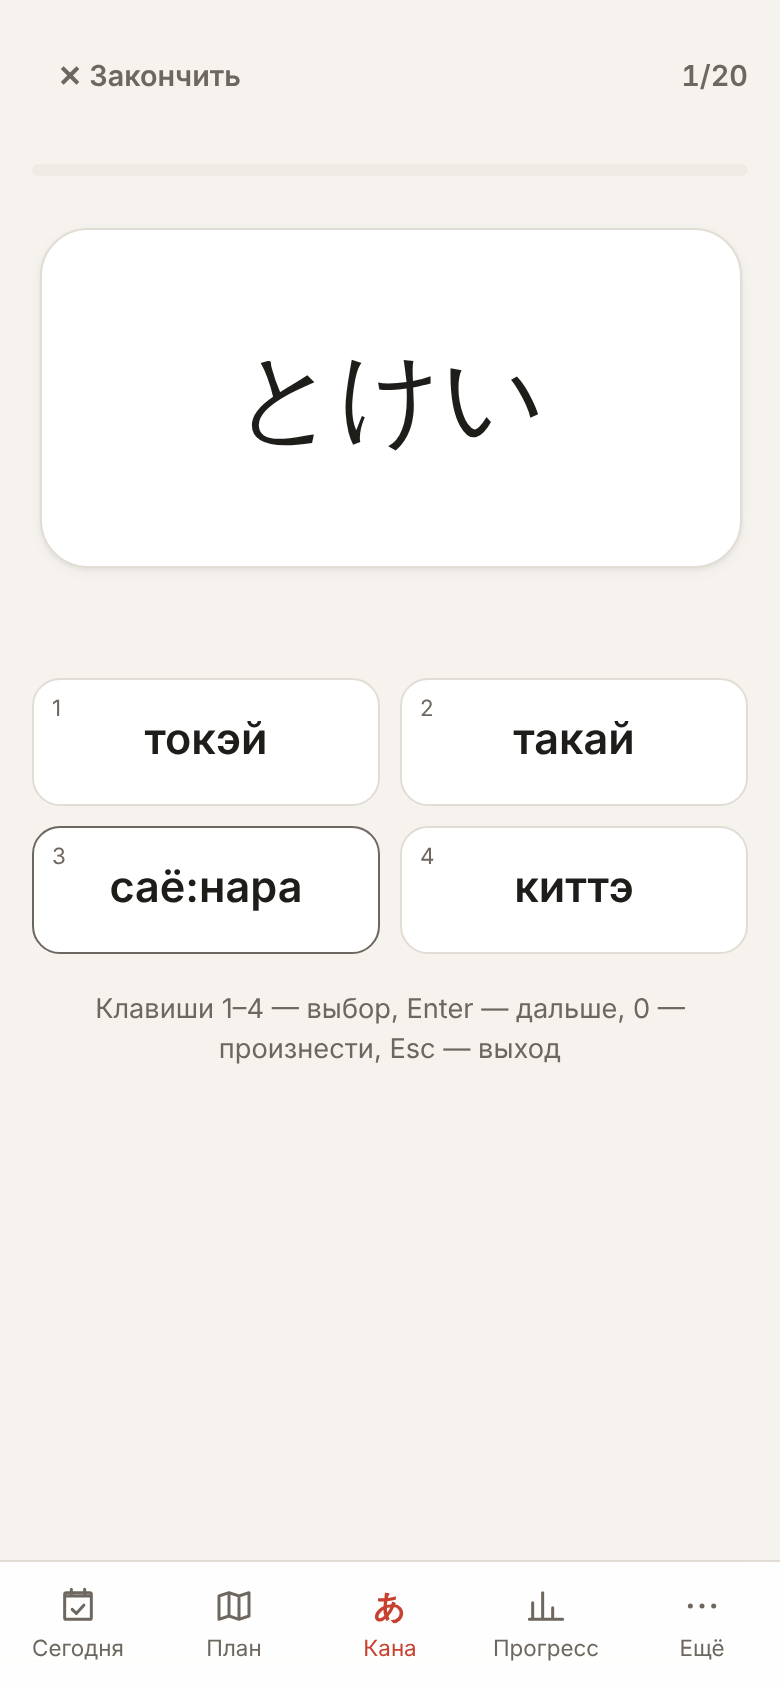 ✕ Закончить
1/20
とけい
1 токэй
2 такай
3 саё:нара
4 киттэ
Клавиши 1–4 — выбор, Enter — дальше, 0 —
произнести, Esc — выход
あ
Сегодня План Кана Прогресс Ещё